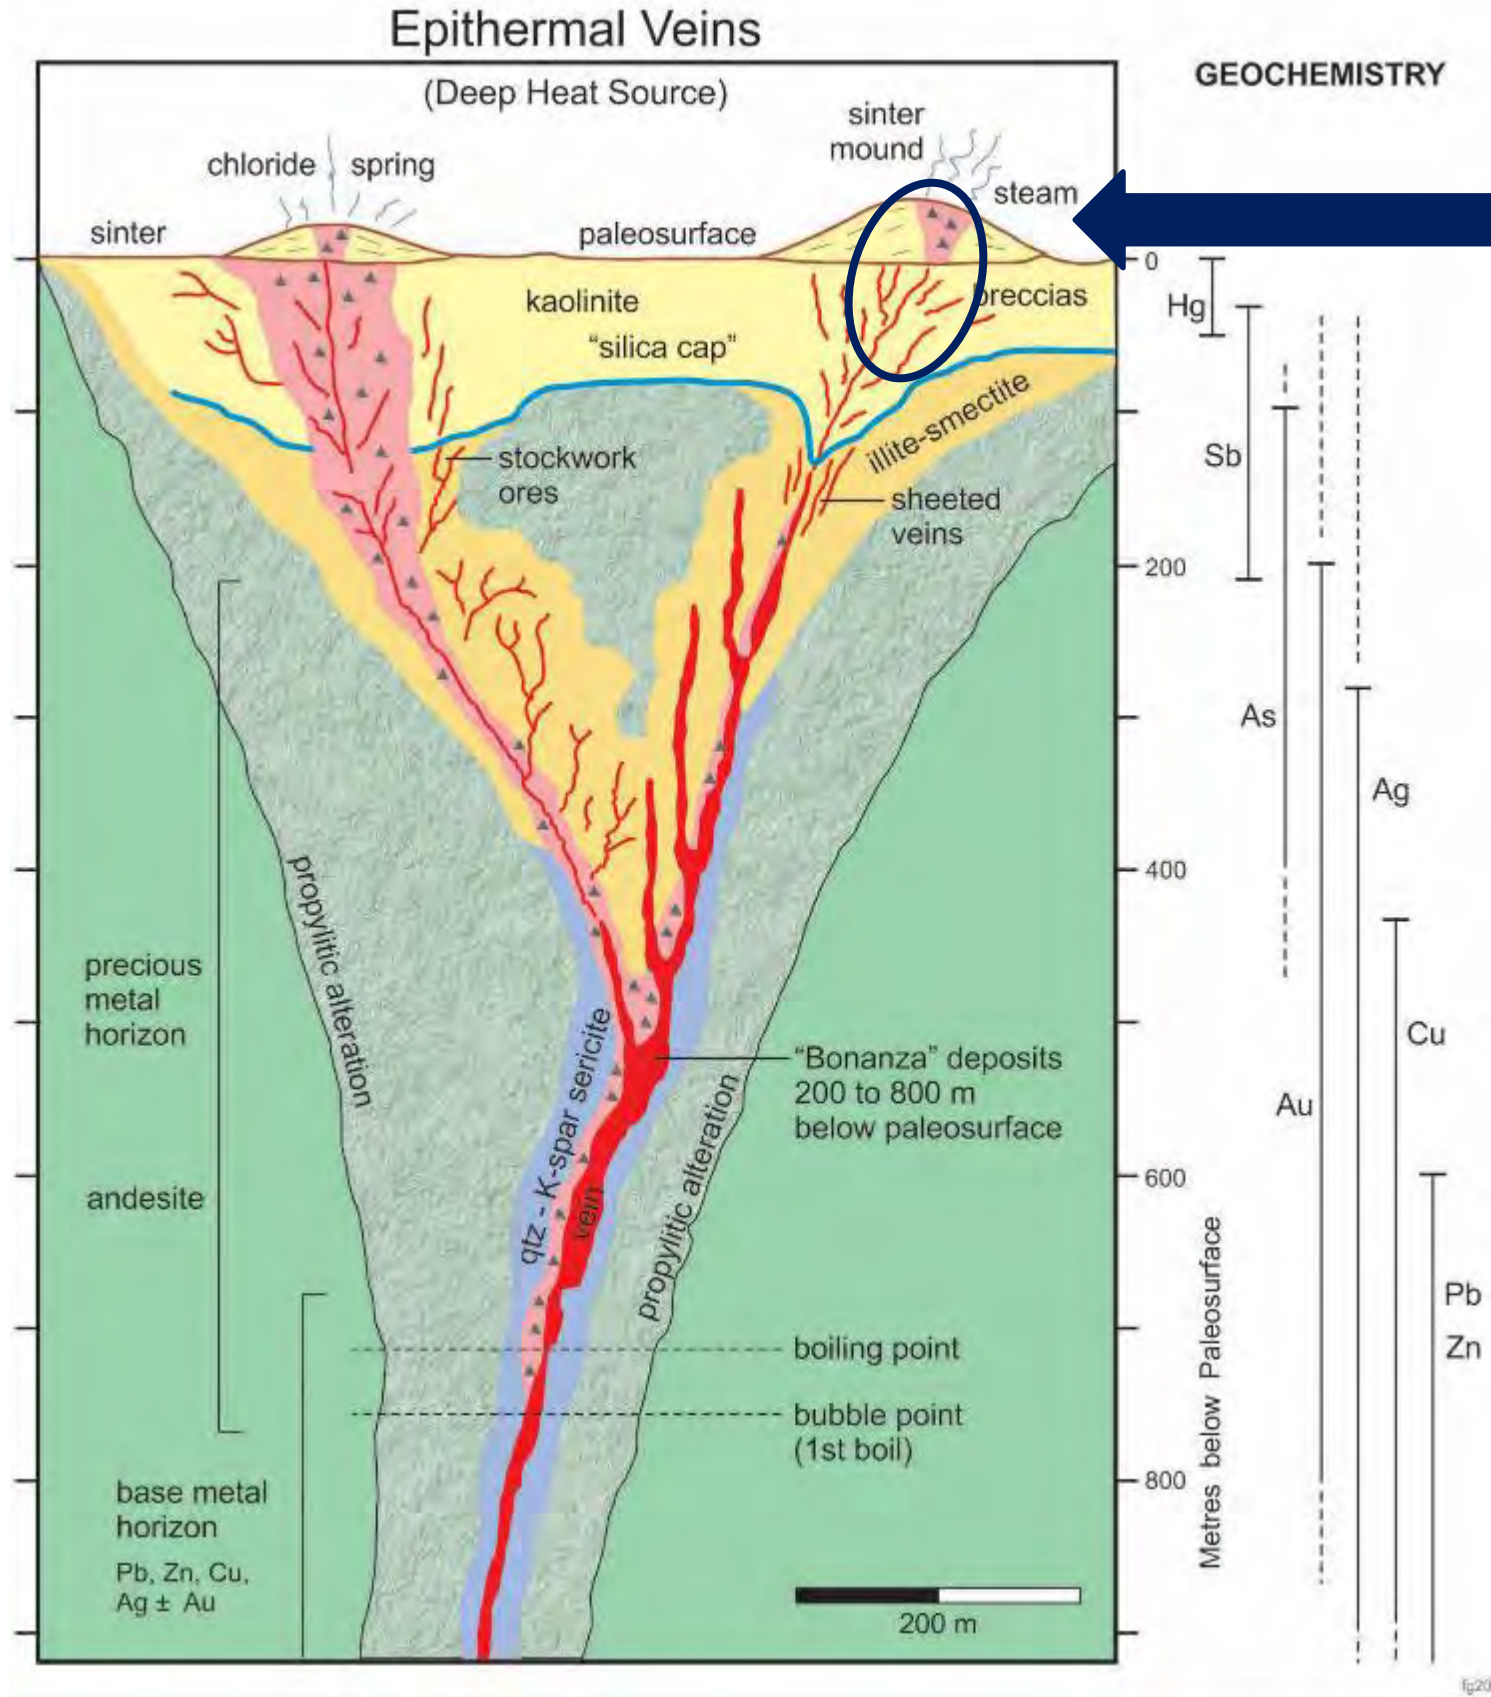 Epithermal Veins
(Deep Heat Source)
GEOCHEMISTRY
chloride spring
sinter
mound
steam
sinter
paleosurface
0
kaolinite
breccias
Hg
"silica cap"
illite-smectite
Sb
stockwork
ores
sheeted
veins
200
As
Ag
400
propylitic alteration
precious
metal
horizon
qtz - K-spar sericite
Cu
"Bonanza" deposits
200 to 800 m
below paleosurface
Au
vein
propylitic alteration
600
andesite
Metres below Paleosurface
Pb
Zn
boiling point
bubble point
(1st boil)
800
base metal
horizon
Pb, Zn, Cu,
Ag ± Au
200 m
fg20